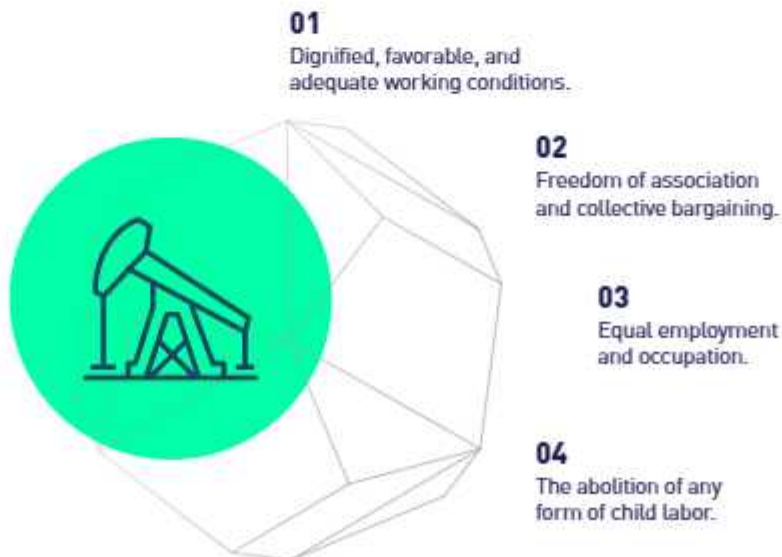 01
Dignified, favorable, and
adequate working conditions.
02
Freedom of association
and collective bargaining.
03
Equal employment
and occupation.
04
The abolition of any
form of child labor.